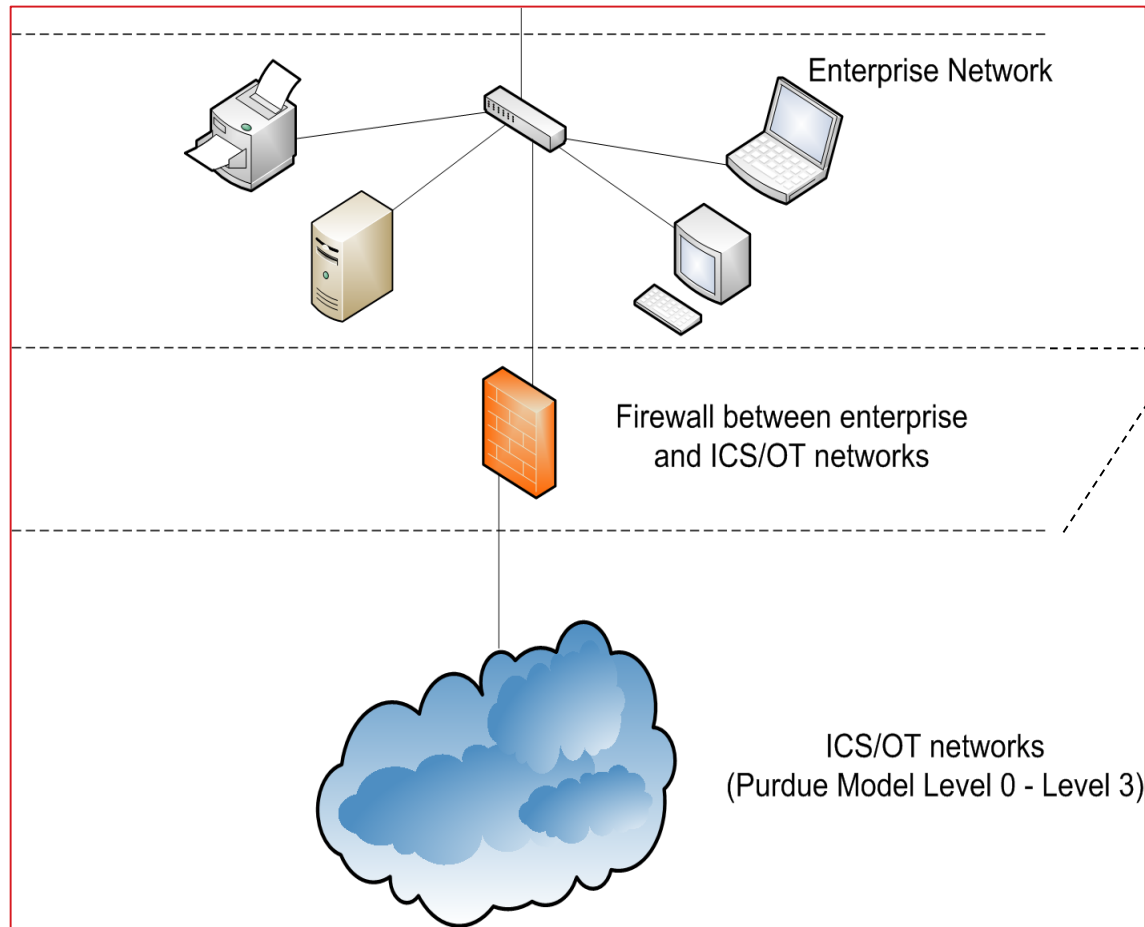 Enterprise Network
Firewall between enterprise
and ICS/OT networks
ICS/OT networks
(Purdue Model Level 0 - Level 3)